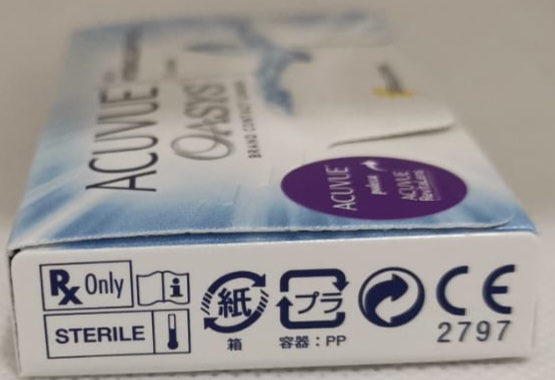 ACUVUE
OASYS
BRAND CONTACT LENSES
ACUVUE
ACUVUE
RevitaLens
Rx Only
STERILE
紙
箱
プラ
容器：PP
CE
2797